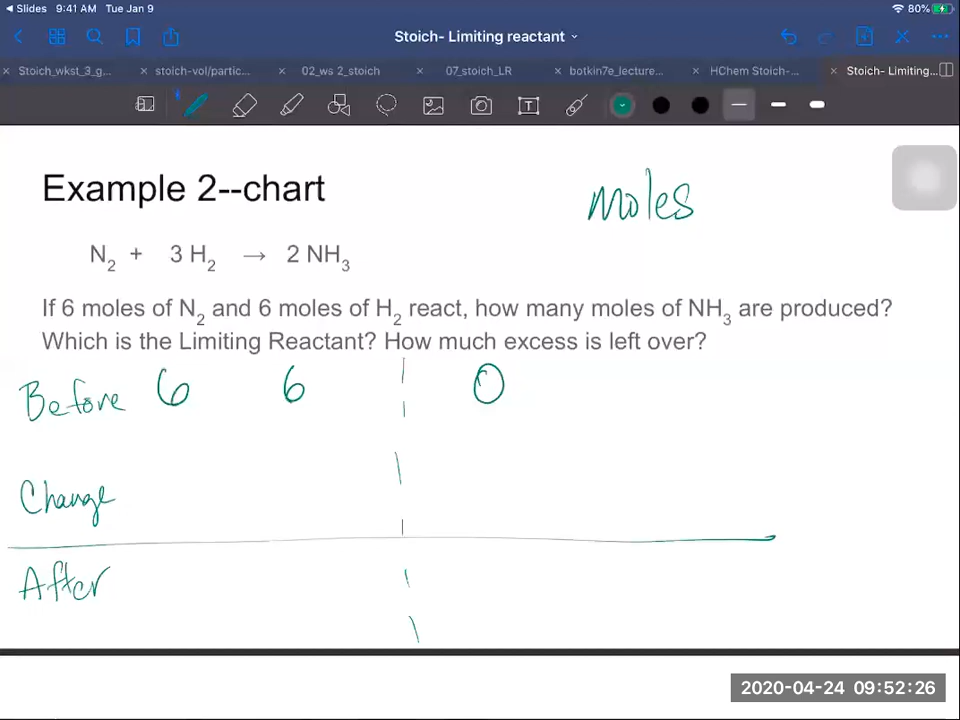 Slides 9:41 AM Tue Jan 9 80%
Stoich- Limiting reactant
Stoich_wkst_3_g... stoich-vol/partic... 02_ws 2_stoich 07_stoich_LR botkin7e_lecture... HChem Stoich-... Stoich- Limiting...
T
Example 2--chart
moles
N₂ + 3 H₂ → 2 NH₃
If 6 moles of N₂ and 6 moles of H₂ react, how many moles of NH₃ are produced?
Which is the Limiting Reactant? How much excess is left over?
Before 6 6 0
Change
After
2020-04-24 09:52:26